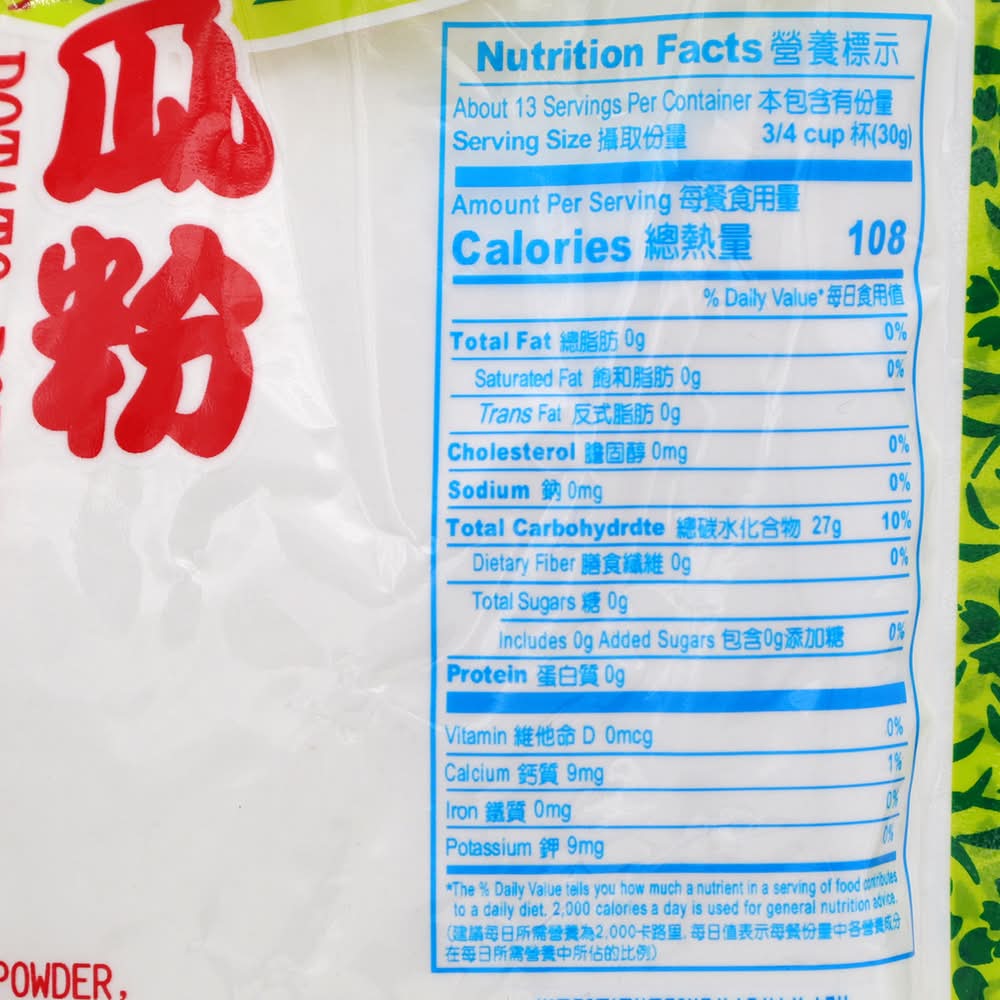 瓜粉
Nutrition Facts 營養標示
About 13 Servings Per Container 本包含有份量
Serving Size 攝取份量 3/4 cup 杯(30g)
Amount Per Serving 每餐食用量
Calories 總熱量 108
% Daily Value* 每日食用值
Total Fat 總脂肪 0g 0%
Saturated Fat 飽和脂肪 0g 0%
Trans Fat 反式脂肪 0g
Cholesterol 膽固醇 0mg 0%
Sodium 鈉 0mg 0%
Total Carbohydrdte 總碳水化合物 27g 10%
Dietary Fiber 膳食纖維 0g 0%
Total Sugars 糖 0g
Includes 0g Added Sugars 包含0g添加糖 0%
Protein 蛋白質 0g
Vitamin 維他命 D 0mcg 0%
Calcium 鈣質 9mg 1%
Iron 鐵質 0mg 0%
Potassium 鉀 9mg 0%
*The % Daily Value tells you how much a nutrient in a serving of food contributes
to a daily diet. 2,000 calories a day is used for general nutrition advice.
(建議每日所需營養為2,000卡路里. 每日值表示每餐份量中各營養成分
在每日所需營養中所佔的比例)
POWDER,